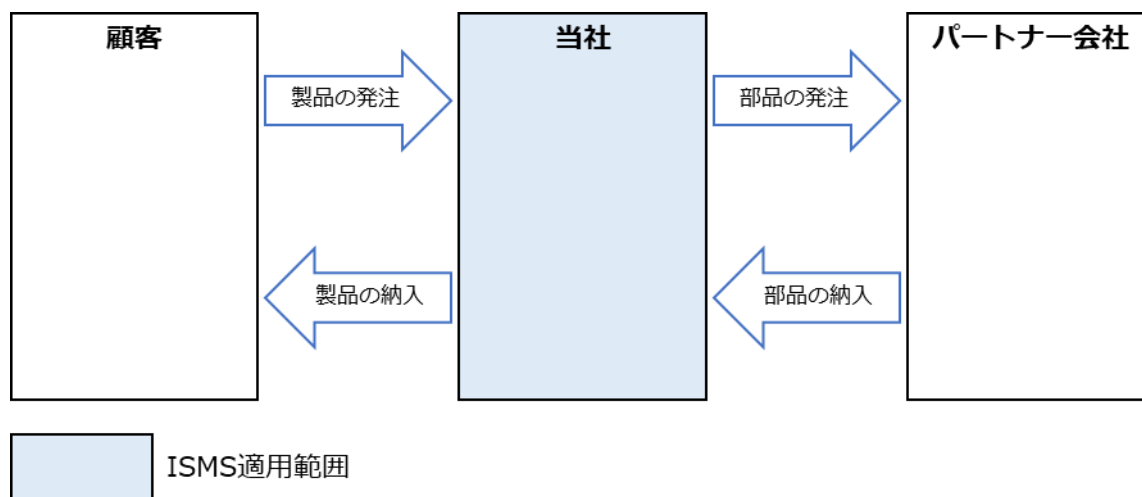 顧客
当社
パートナー会社
製品の発注
部品の発注
製品の納入
部品の納入
ISMS適用範囲